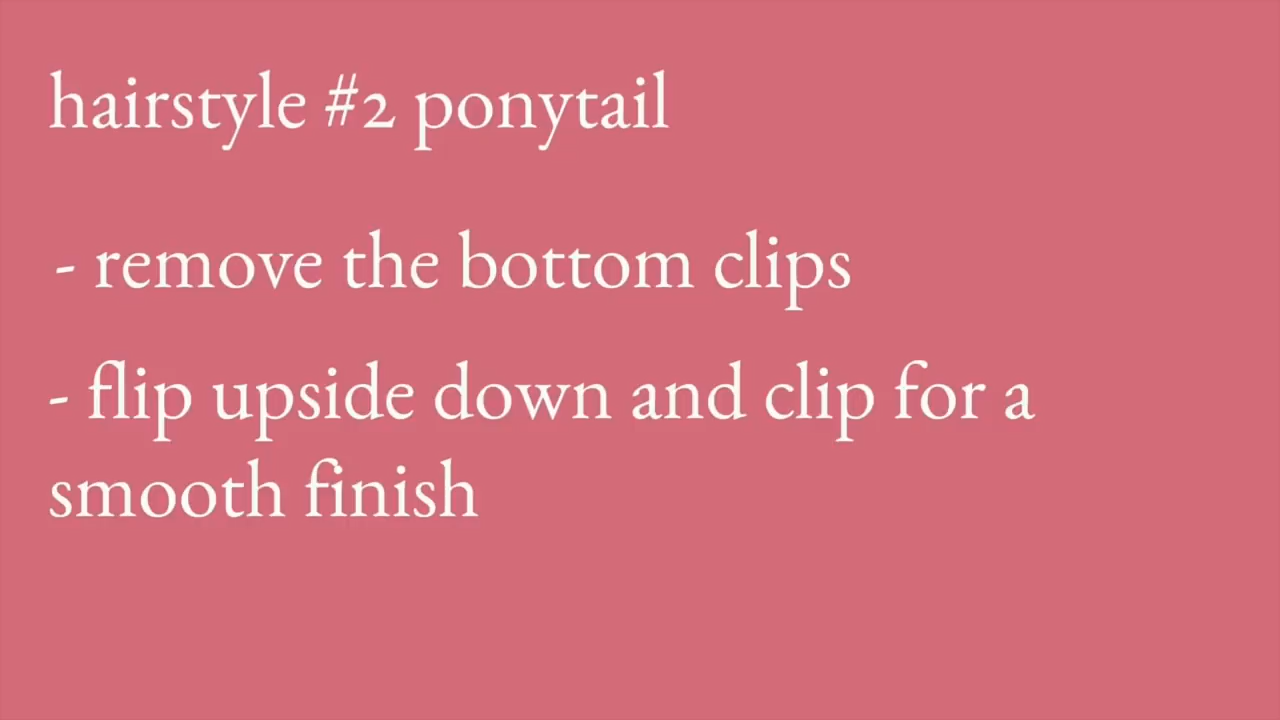 hairstyle #2 ponytail
- remove the bottom clips
- flip upside down and clip for a
smooth finish